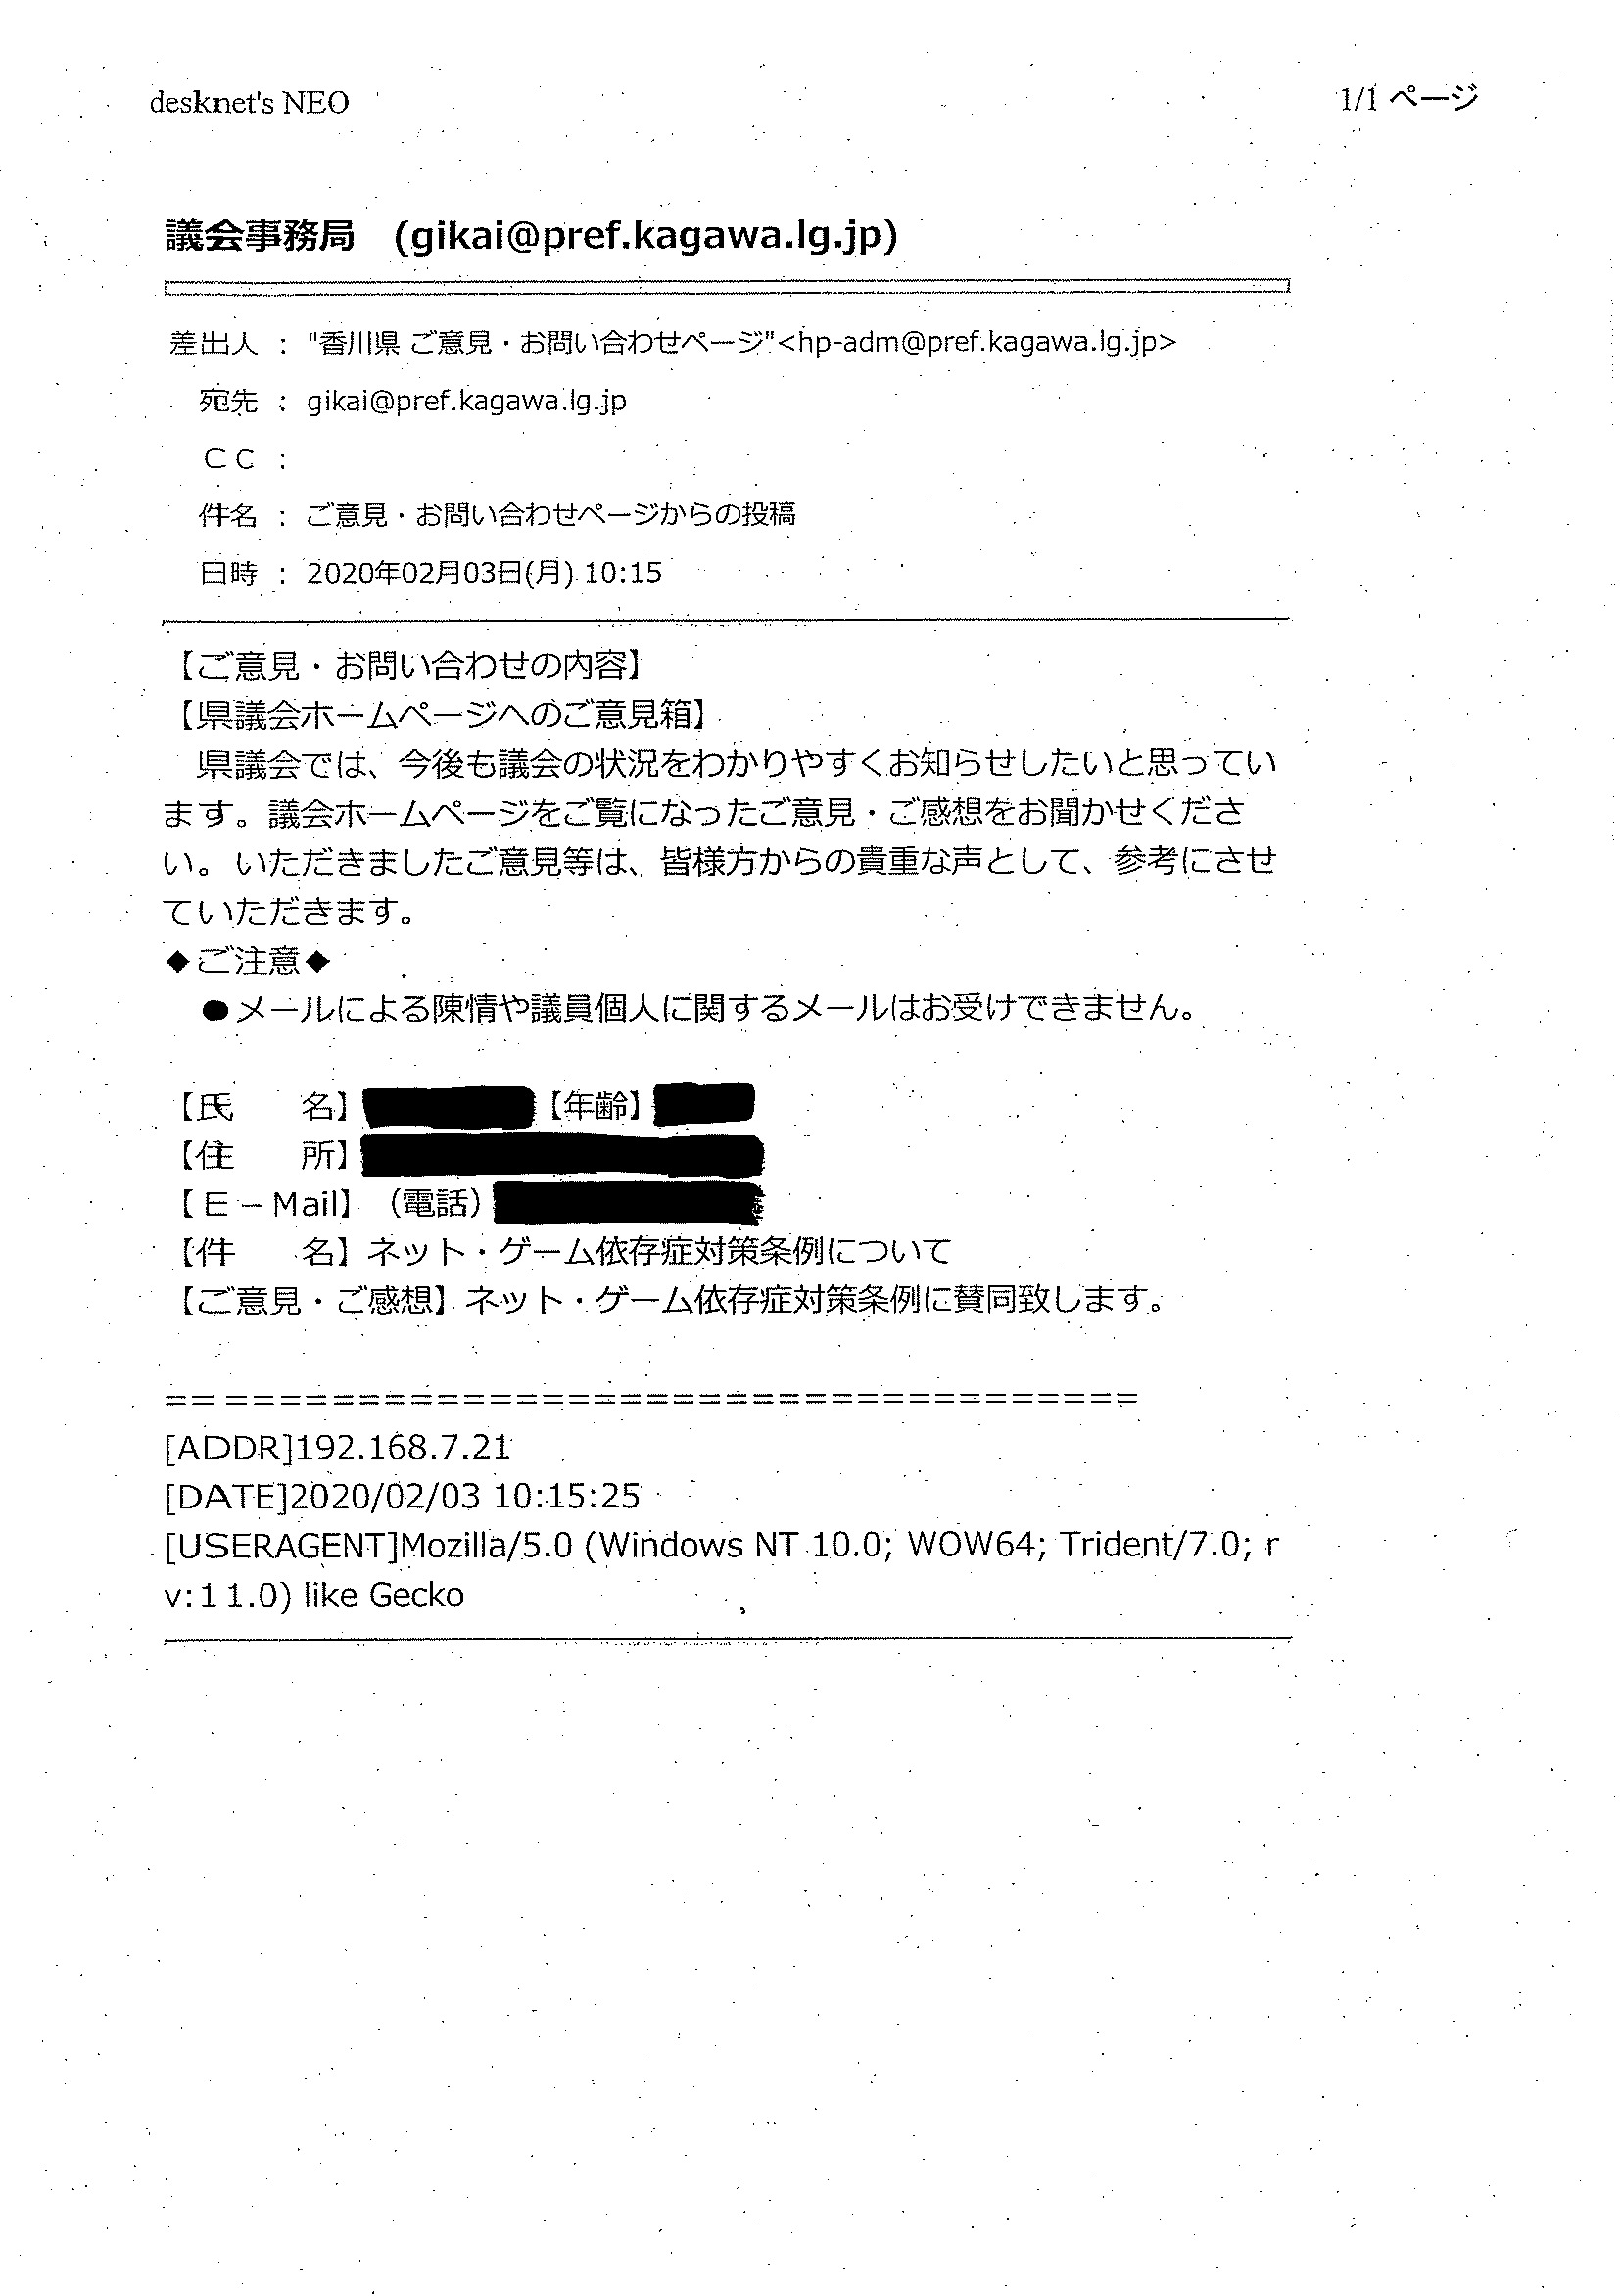 desknet's NEO
1/1 ページ
議会事務局　(gikai@pref.kagawa.lg.jp)
差出人 ： "香川県 ご意見・お問い合わせページ"<hp-adm@pref.kagawa.lg.jp>
宛先 ： gikai@pref.kagawa.lg.jp
ＣＣ ：
件名 ： ご意見・お問い合わせページからの投稿
日時 ： 2020年02月03日(月) 10:15
【ご意見・お問い合わせの内容】
【県議会ホームページへのご意見箱】
　県議会では、今後も議会の状況をわかりやすくお知らせしたいと思ってい
ます。議会ホームページをご覧になったご意見・ご感想をお聞かせくださ
い。いただきましたご意見等は、皆様方からの貴重な声として、参考にさせ
ていただきます。
◆ご注意◆
　●メールによる陳情や議員個人に関するメールはお受けできません。
【氏　　名】【年齢】
【住　　所】
【Ｅ－Mail】（電話）
【件　　名】ネット・ゲーム依存症対策条例について
【ご意見・ご感想】ネット・ゲーム依存症対策条例に賛同致します。
=====================================
[ADDR]192.168.7.21
[DATE]2020/02/03 10:15:25
[USERAGENT]Mozilla/5.0 (Windows NT 10.0; WOW64; Trident/7.0; r
v:11.0) like Gecko